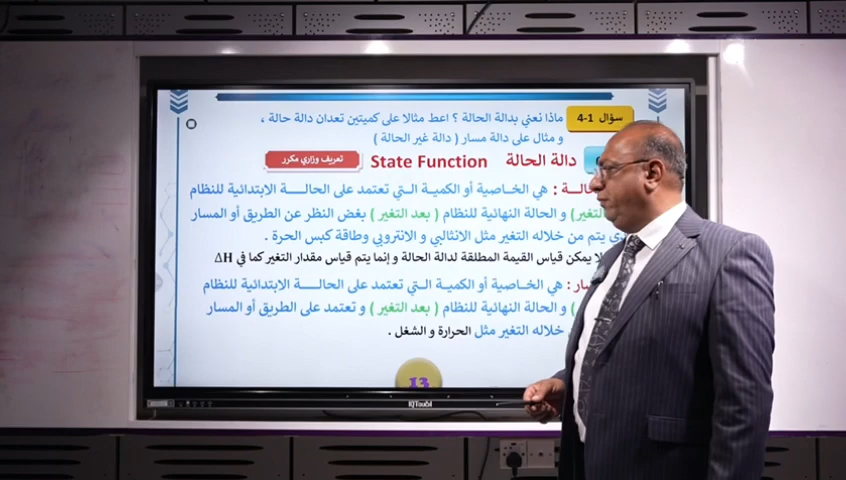 سؤال 1-4
ماذا نعني بدالة الحالة ؟ اعط مثالا على كميتين تعدان دالة حالة ،
و مثال على دالة مسار ( دالة غير الحالة )
دالة الحالة State Function تعريف وزاري مكرر
: هي الخاصية أو الكمية التي تعتمد على الحالة الابتدائية للنظام
التغير) و الحالة النهائية للنظام ( بعد التغير ) بغض النظر عن الطريق أو المسار
يتم من خلاله التغير مثل الانثالبي و الانتروبي وطاقة كبس الحرة .
لا يمكن قياس القيمة المطلقة لدالة الحالة و إنما يتم قياس مقدار التغير كما في ΔH
: هي الخاصية أو الكمية التي تعتمد على الحالة الابتدائية للنظام
) و الحالة النهائية للنظام ( بعد التغير ) و تعتمد على الطريق أو المسار
خلاله التغير مثل الحرارة و الشغل .
13
IQTouch